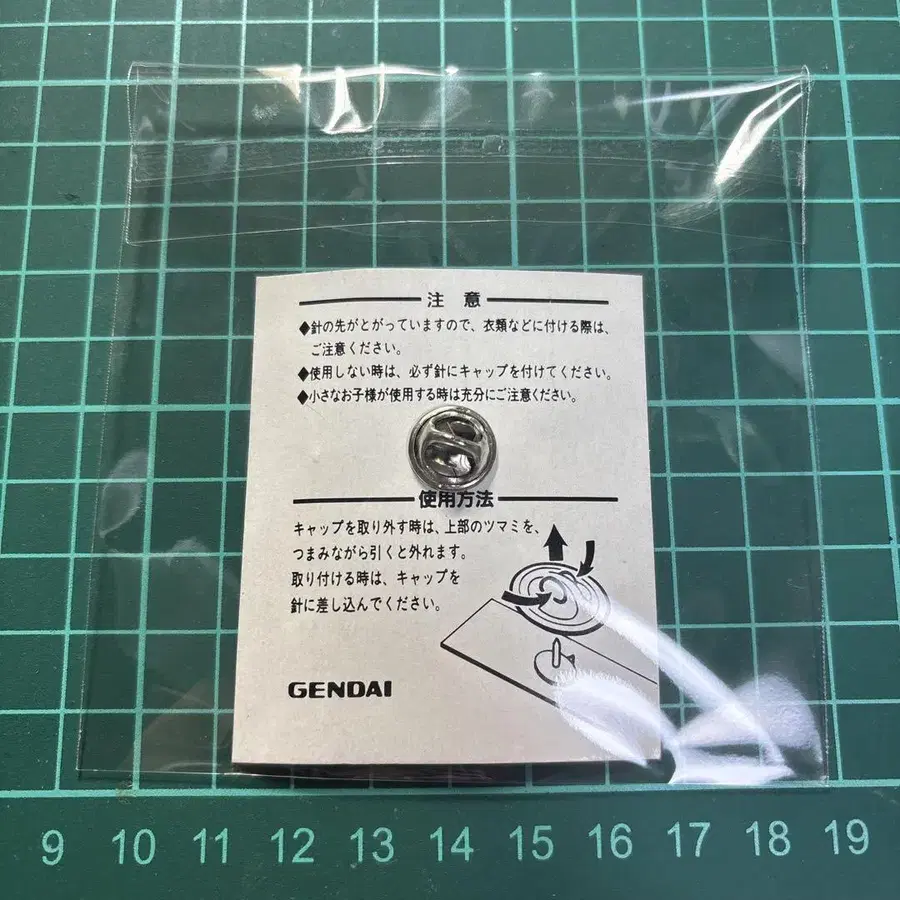 注 意
◆針の先がとがっていますので、衣類などに付ける際は、
ご注意ください。
◆使用しない時は、必ず針にキャップを付けてください。
◆小さなお子様が使用する時は充分にご注意ください。
使用方法
キャップを取り外す時は、上部のツマミを、
つまみながら引くと外れます。
取り付ける時は、キャップを
針に差し込んでください。
GENDAI
9 10 11 12 13 14 15 16 17 18 19